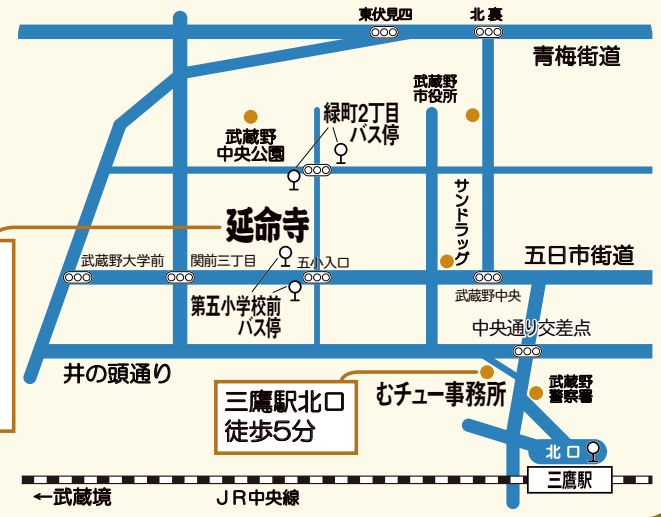 東伏見四
北裏
青梅街道
武蔵野
市役所
緑町2丁目
バス停
武蔵野
中央公園
サンドラッグ
延命寺
五日市街道
武蔵野大学前
関前三丁目
五小入口
武蔵野中央
第五小学校前
バス停
中央通り交差点
井の頭通り
むチュー事務所
武蔵野
警察署
三鷹駅北口
徒歩5分
北口
三鷹駅
←武蔵境
JR中央線